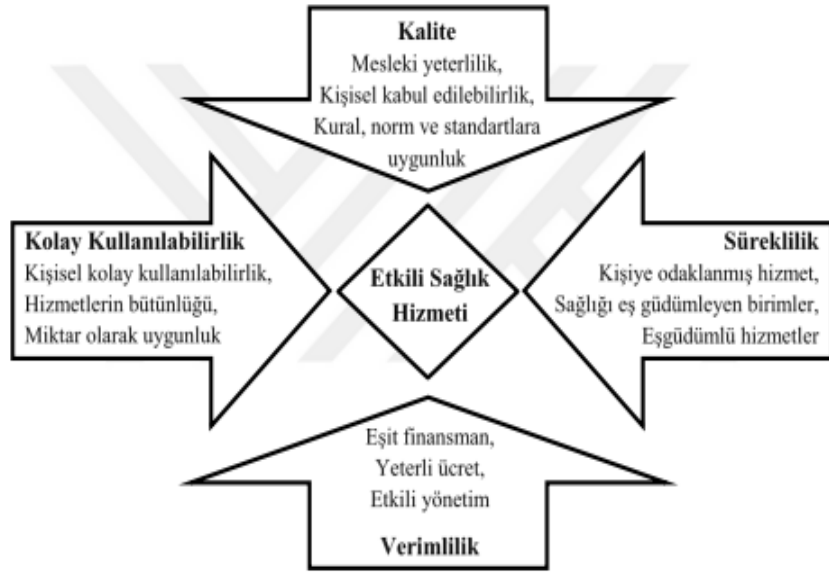 Kalite
Mesleki yeterlilik,
Kişisel kabul edilebilirlik,
Kural, norm ve standartlara
uygunluk
Kolay Kullanılabilirlik
Kişisel kolay kullanılabilirlik,
Hizmetlerin bütünlüğü,
Miktar olarak uygunluk
Etkili Sağlık
Hizmeti
Süreklilik
Kişiye odaklanmış hizmet,
Sağlığı eş güdümleyen birimler,
Eşgüdümlü hizmetler
Eşit finansman,
Yeterli ücret,
Etkili yönetim
Verimlilik